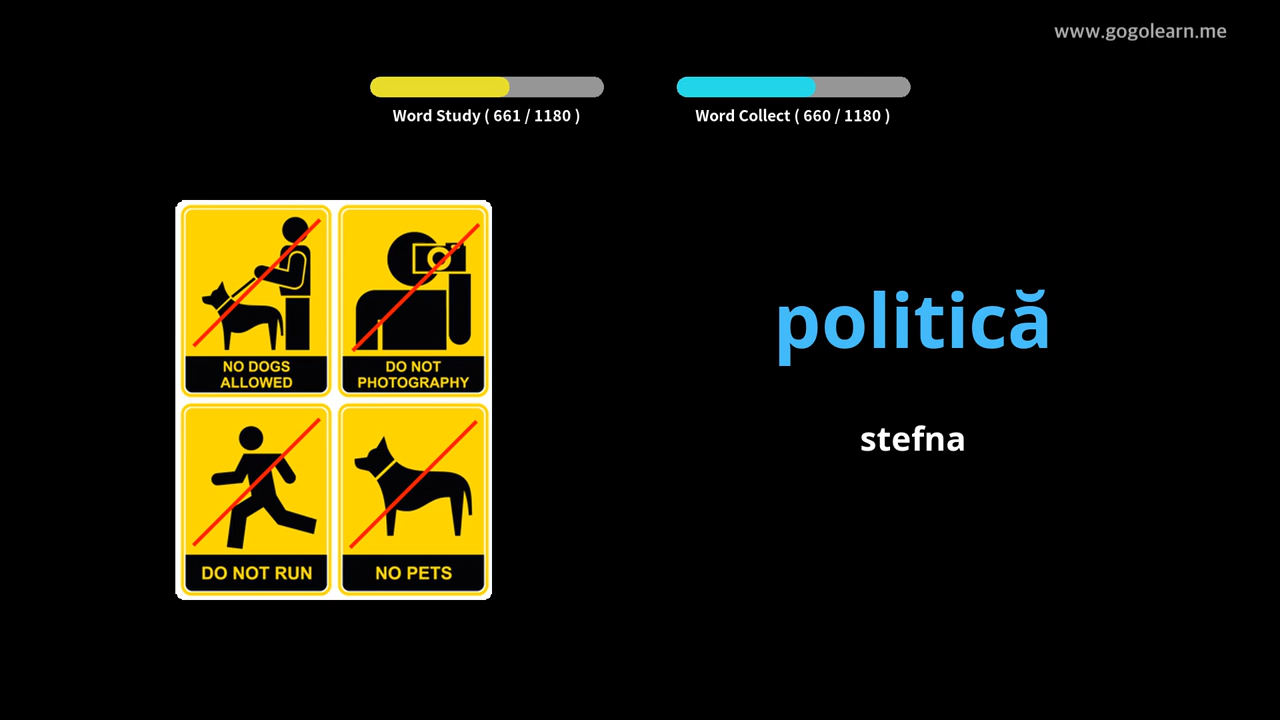 www.gogolearn.me
Word Study ( 661 / 1180 )
Word Collect ( 660 / 1180 )
NO DOGS
ALLOWED
DO NOT
PHOTOGRAPHY
DO NOT RUN
NO PETS
politică
stefna